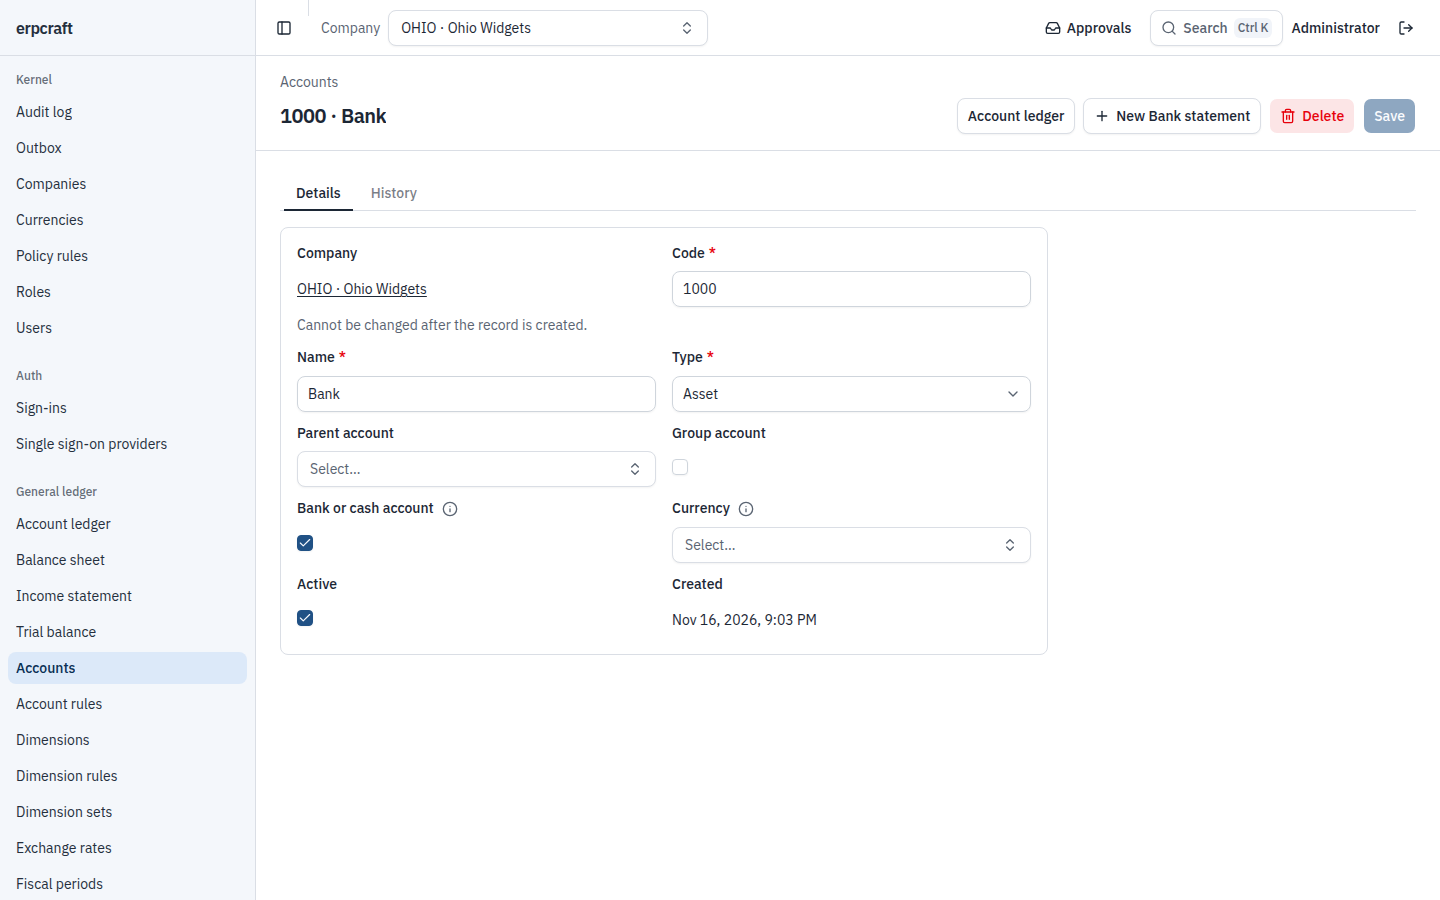 erpcraft
Company
OHIO · Ohio Widgets
Approvals
Search Ctrl K
Administrator
Kernel
Audit log
Outbox
Companies
Currencies
Policy rules
Roles
Users
Auth
Sign-ins
Single sign-on providers
General ledger
Account ledger
Balance sheet
Income statement
Trial balance
Accounts
Account rules
Dimensions
Dimension rules
Dimension sets
Exchange rates
Fiscal periods
Accounts
1000 · Bank
Account ledger
New Bank statement
Delete
Save
Details
History
Company
OHIO · Ohio Widgets
Cannot be changed after the record is created.
Code *
1000
Name *
Bank
Type *
Asset
Parent account
Select...
Group account
Bank or cash account
Currency
Select...
Active
Created
Nov 16, 2026, 9:03 PM